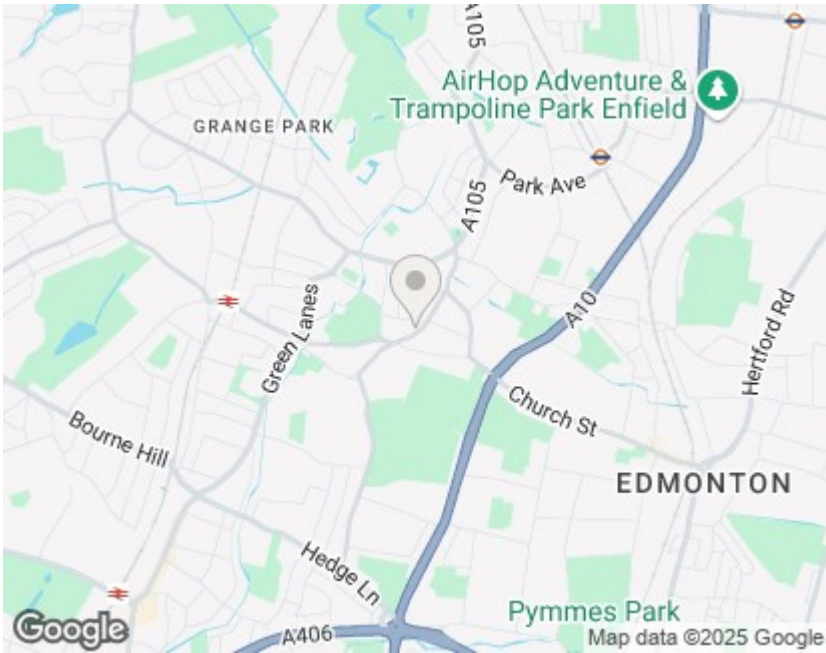 A105
AirHop Adventure &
Trampoline Park Enfield
GRANGE PARK
Park Ave
A105
Green Lanes
A10
Hertford Rd
Church St
Bourne Hill
EDMONTON
Hedge Ln
Pymmes Park
A406
Google
Map data ©2025 Google